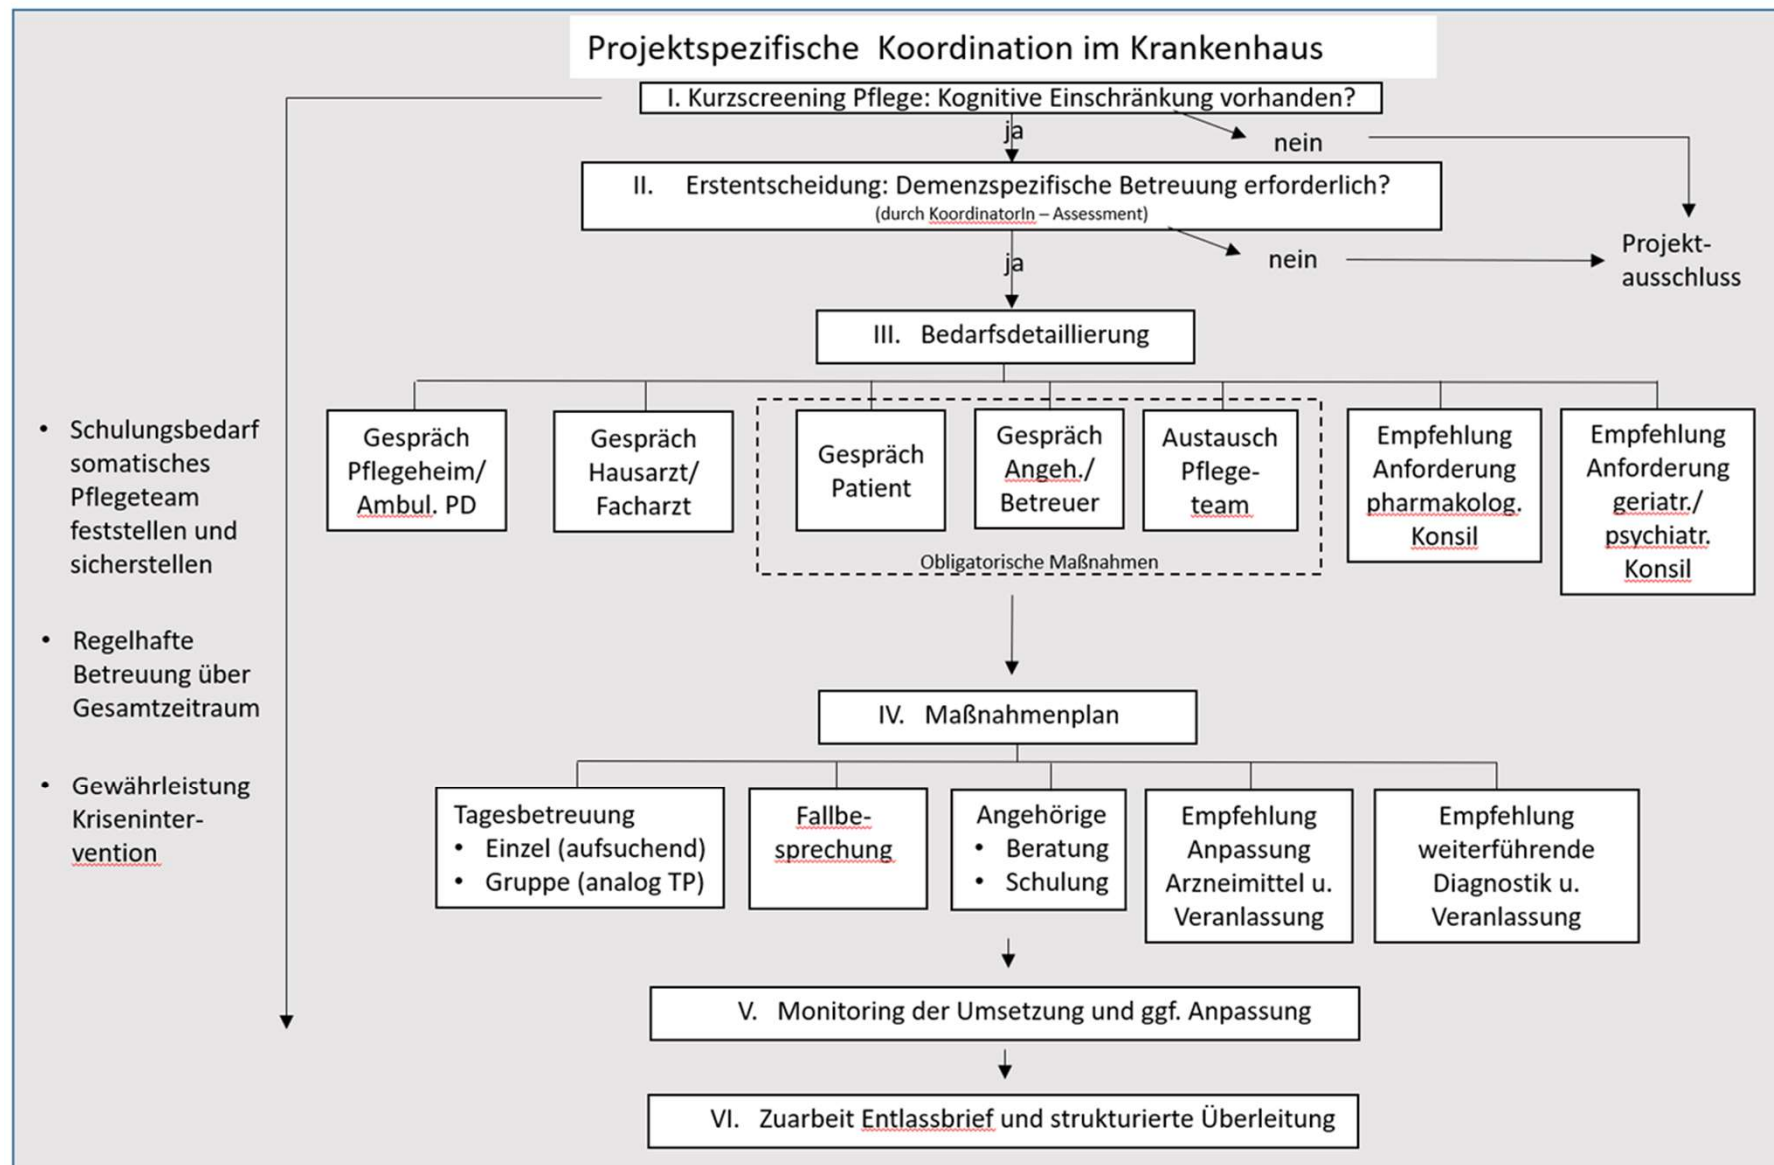 Projektspezifische Koordination im Krankenhaus
I. Kurzscreening Pflege: Kognitive Einschränkung vorhanden?
ja
nein
II. Erstentscheidung: Demenzspezifische Betreuung erforderlich?
(durch KoordinatorIn – Assessment)
ja
nein
Projekt-
ausschluss
III. Bedarfsdetaillierung
Gespräch
Pflegeheim/
Ambul. PD
Gespräch
Hausarzt/
Facharzt
Gespräch
Patient
Gespräch
Angeh./
Betreuer
Austausch
Pflege-
team
Obligatorische Maßnahmen
Empfehlung
Anforderung
pharmakolog.
Konsil
Empfehlung
Anforderung
geriatr./
psychiatr.
Konsil
• Schulungsbedarf
somatisches
Pflegeteam
feststellen und
sicherstellen
• Regelhafte
Betreuung über
Gesamtzeitraum
• Gewährleistung
Kriseninter-
vention
IV. Maßnahmenplan
Tagesbetreuung
• Einzel (aufsuchend)
• Gruppe (analog TP)
Fallbe-
sprechung
Angehörige
• Beratung
• Schulung
Empfehlung
Anpassung
Arzneimittel u.
Veranlassung
Empfehlung
weiterführende
Diagnostik u.
Veranlassung
V. Monitoring der Umsetzung und ggf. Anpassung
VI. Zuarbeit Entlassbrief und strukturierte Überleitung